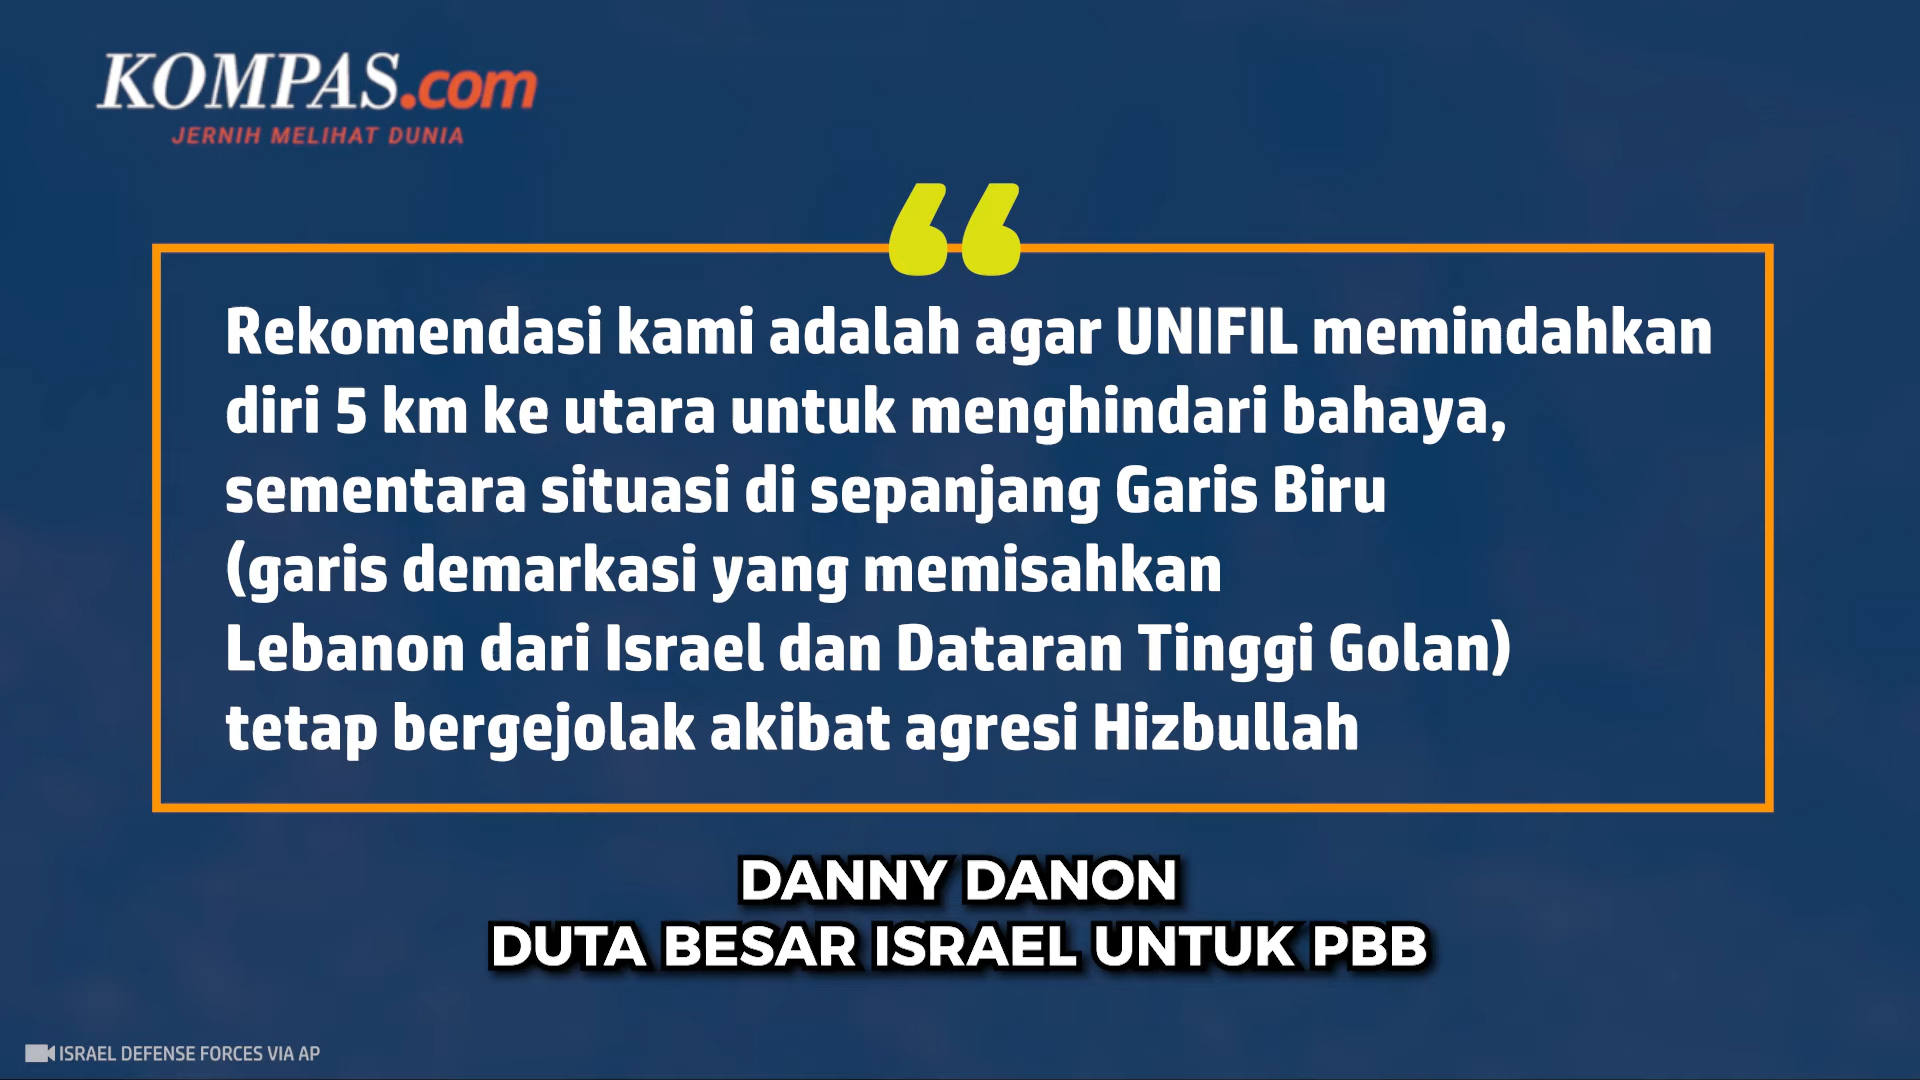 KOMPAS.com
JERNIH MELIHAT DUNIA
“
Rekomendasi kami adalah agar UNIFIL memindahkan
diri 5 km ke utara untuk menghindari bahaya,
sementara situasi di sepanjang Garis Biru
(garis demarkasi yang memisahkan
Lebanon dari Israel dan Dataran Tinggi Golan)
tetap bergejolak akibat agresi Hizbullah
DANNY DANON
DUTA BESAR ISRAEL UNTUK PBB
ISRAEL DEFENSE FORCES VIA AP